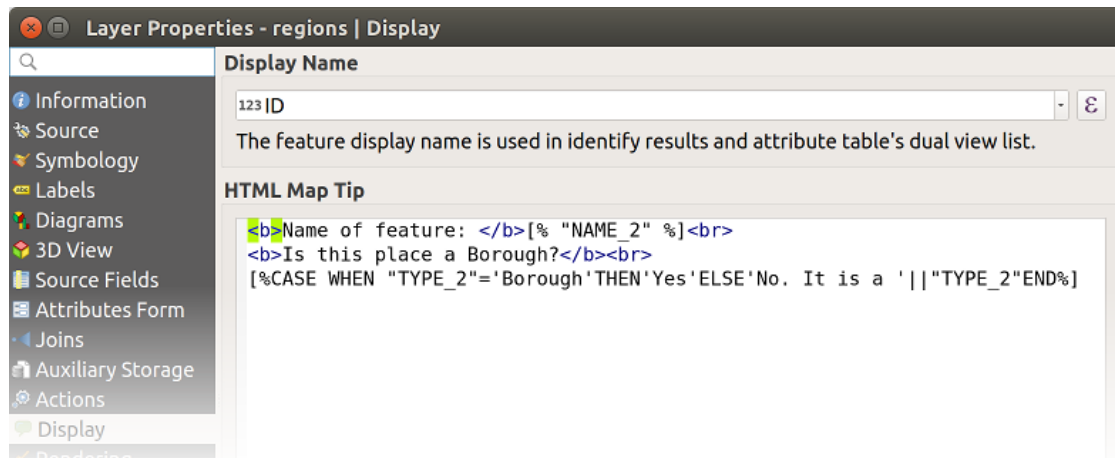 Layer Properties - regions | Display
Information
Source
Symbology
Labels
Diagrams
3D View
Source Fields
Attributes Form
Joins
Auxiliary Storage
Actions
Display
Rendering
Display Name
123 ID
ε
The feature display name is used in identify results and attribute table's dual view list.
HTML Map Tip
<b>Name of feature: </b>[% "NAME_2" %]<br>
<b>Is this place a Borough?</b><br>
[%CASE WHEN "TYPE_2"='Borough'THEN'Yes'ELSE'No. It is a '||"TYPE_2"END%]